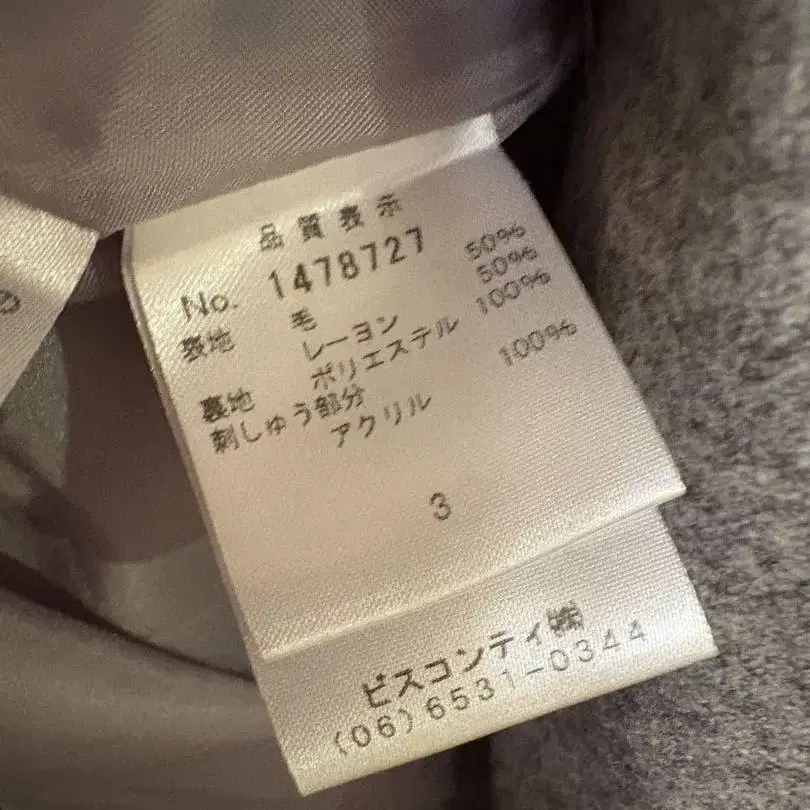 品質表示
No. 1478727
表地 毛 50%
レーヨン 50%
裏地 ポリエステル 100%
刺しゅう部分
アクリル 100%
3
ビスコンティ㈱
(06)6531-0344